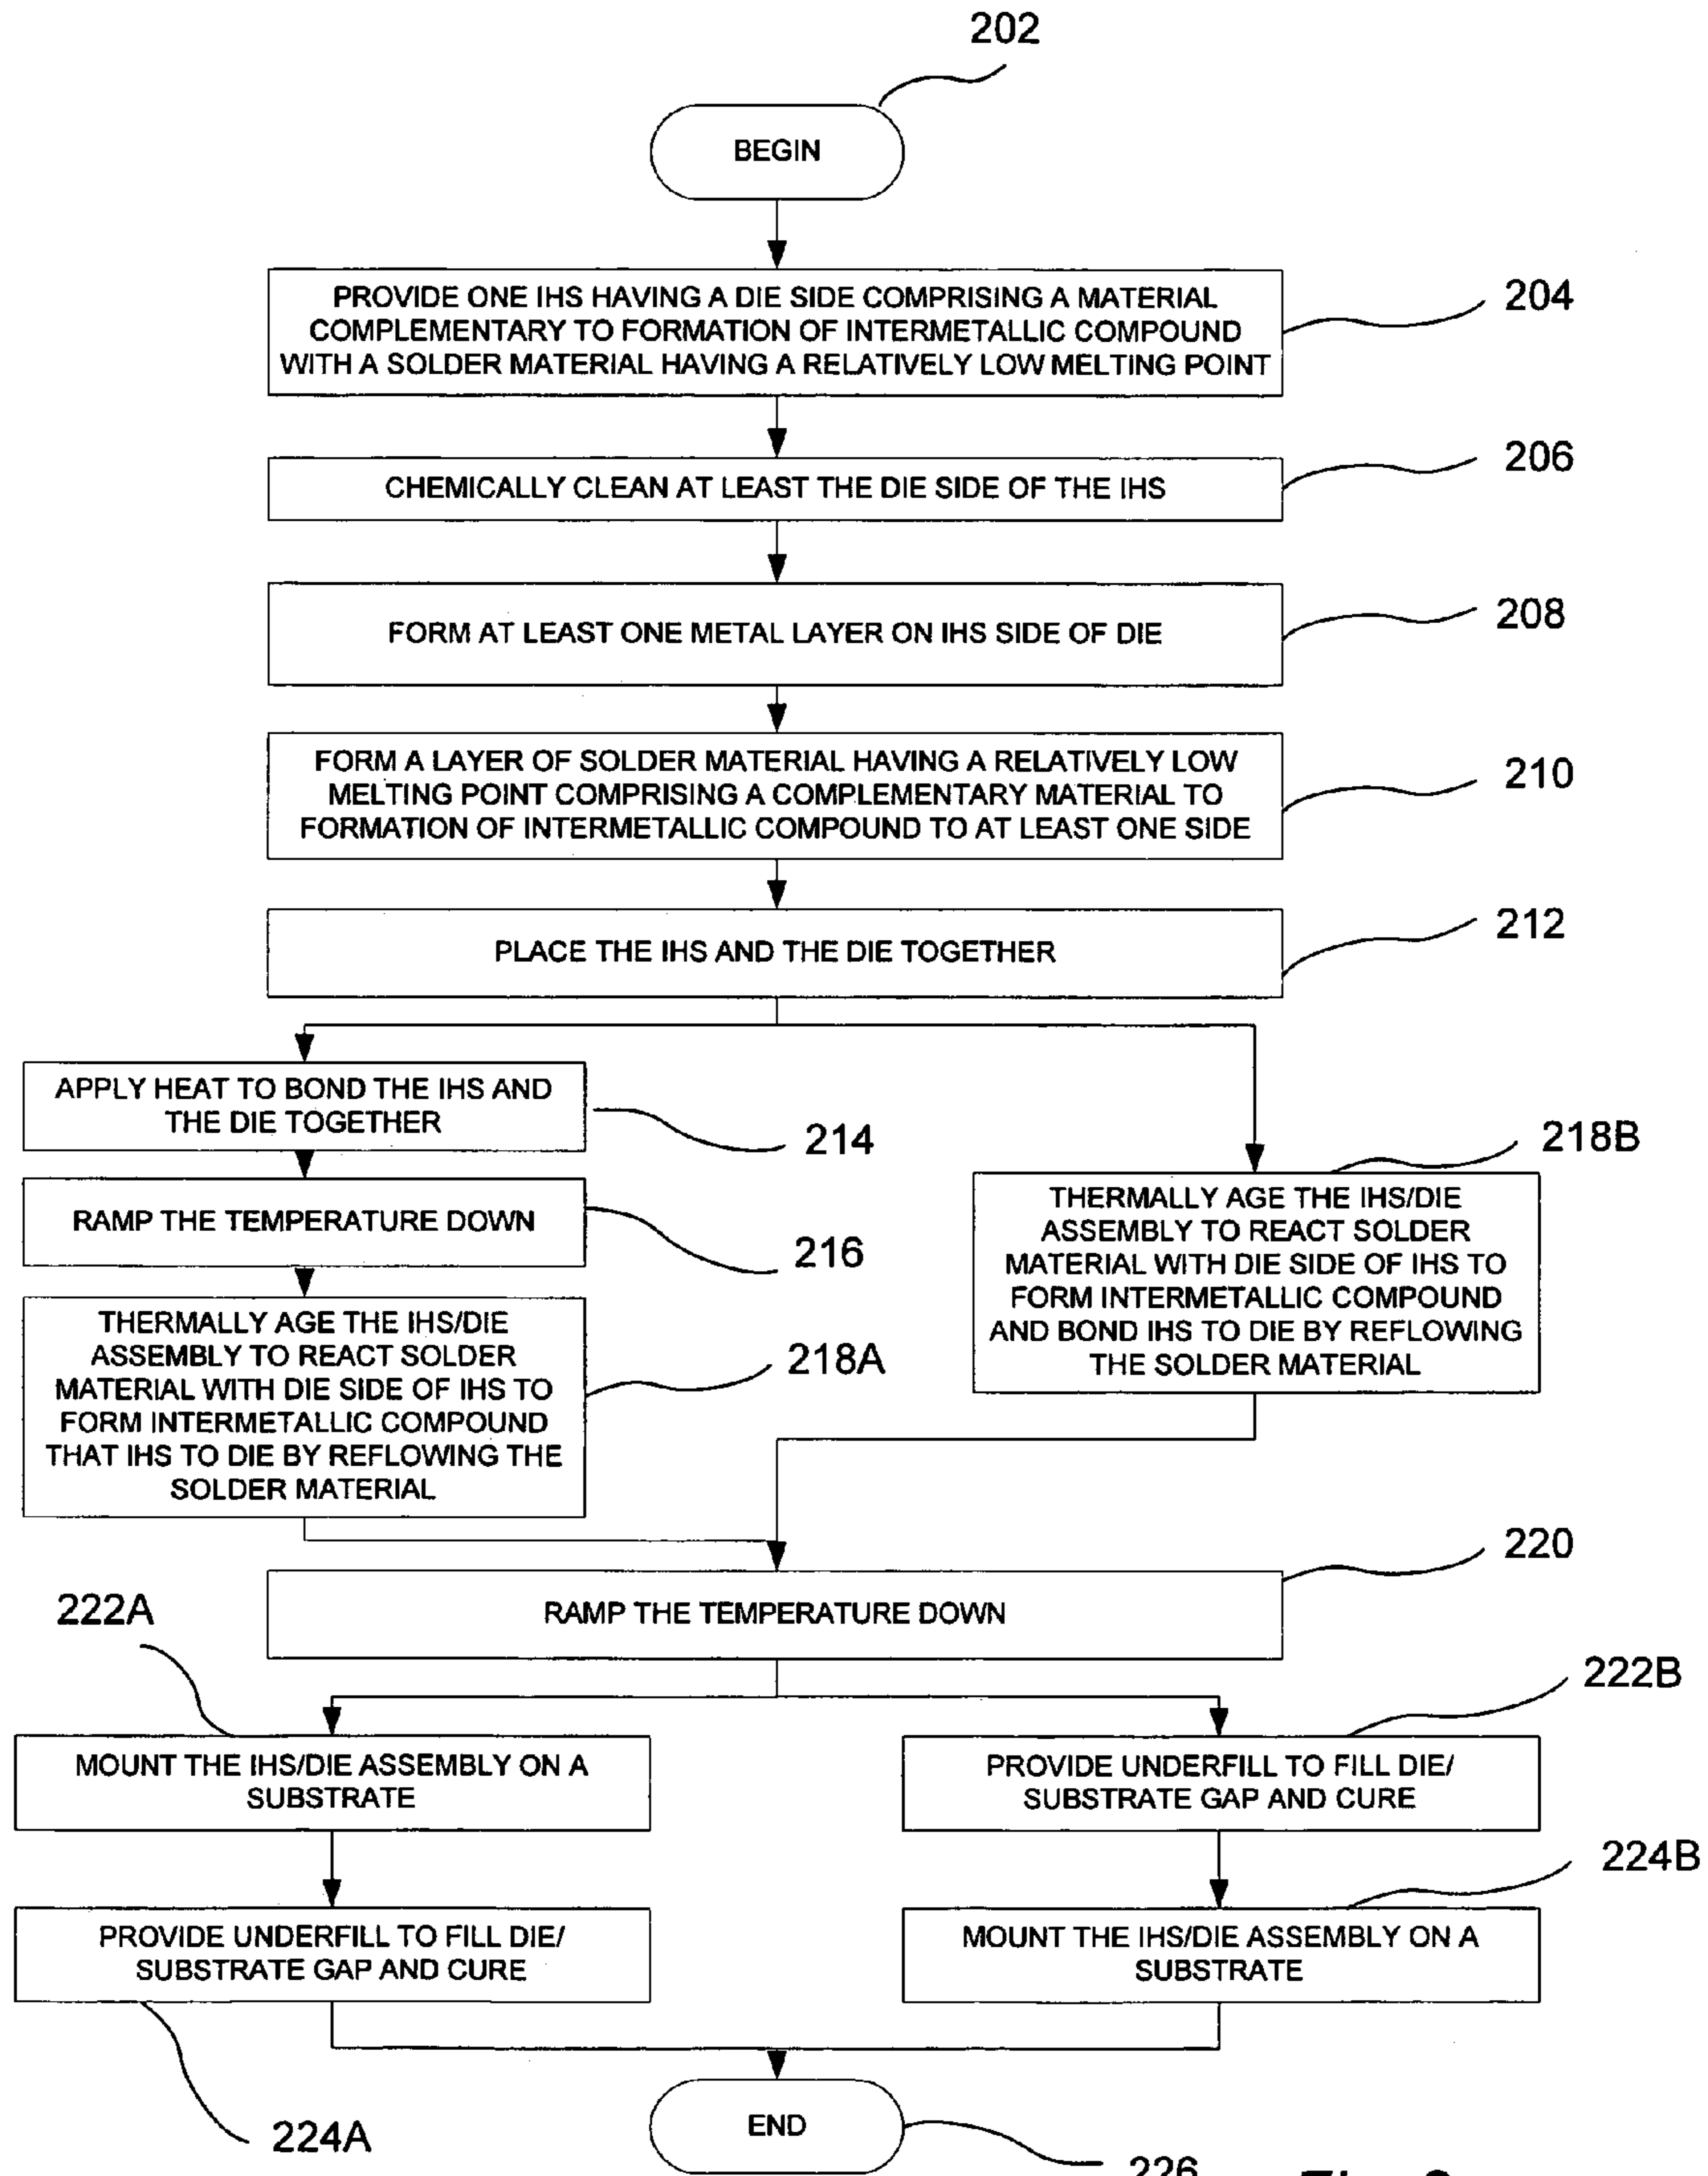 202
BEGIN
PROVIDE ONE IHS HAVING A DIE SIDE COMPRISING A MATERIAL
COMPLEMENTARY TO FORMATION OF INTERMETALLIC COMPOUND
WITH A SOLDER MATERIAL HAVING A RELATIVELY LOW MELTING POINT
204
CHEMICALLY CLEAN AT LEAST THE DIE SIDE OF THE IHS
206
FORM AT LEAST ONE METAL LAYER ON IHS SIDE OF DIE
208
FORM A LAYER OF SOLDER MATERIAL HAVING A RELATIVELY LOW
MELTING POINT COMPRISING A COMPLEMENTARY MATERIAL TO
FORMATION OF INTERMETALLIC COMPOUND TO AT LEAST ONE SIDE
210
PLACE THE IHS AND THE DIE TOGETHER
212
APPLY HEAT TO BOND THE IHS AND
THE DIE TOGETHER
214
RAMP THE TEMPERATURE DOWN
216
THERMALLY AGE THE IHS/DIE
ASSEMBLY TO REACT SOLDER
MATERIAL WITH DIE SIDE OF IHS TO
FORM INTERMETALLIC COMPOUND
THAT IHS TO DIE BY REFLOWING THE
SOLDER MATERIAL
218A
218B
THERMALLY AGE THE IHS/DIE
ASSEMBLY TO REACT SOLDER
MATERIAL WITH DIE SIDE OF IHS TO
FORM INTERMETALLIC COMPOUND
AND BOND IHS TO DIE BY REFLOWING
THE SOLDER MATERIAL
220
RAMP THE TEMPERATURE DOWN
222A
MOUNT THE IHS/DIE ASSEMBLY ON A
SUBSTRATE
222B
PROVIDE UNDERFILL TO FILL DIE/
SUBSTRATE GAP AND CURE
PROVIDE UNDERFILL TO FILL DIE/
SUBSTRATE GAP AND CURE
224A
224B
MOUNT THE IHS/DIE ASSEMBLY ON A
SUBSTRATE
END
226